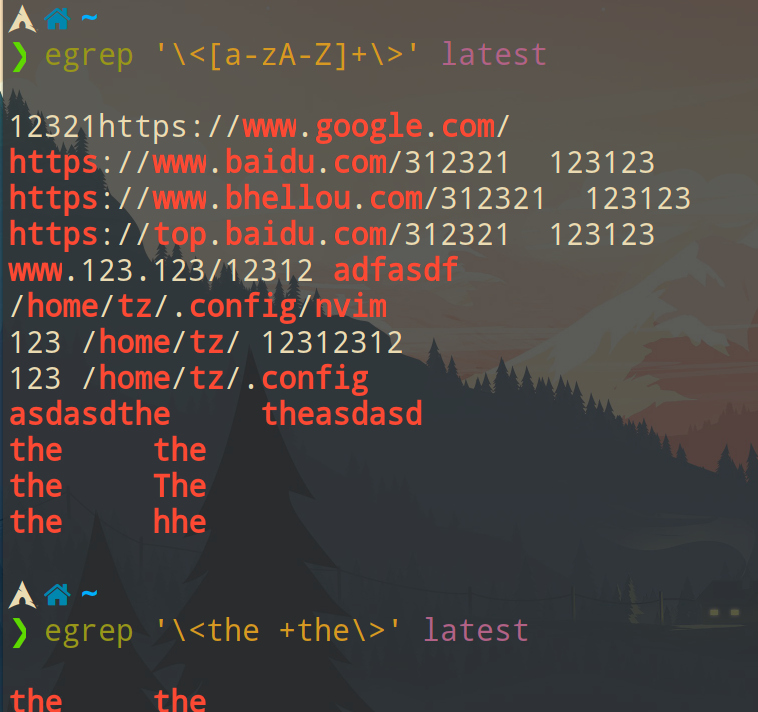 ~
❯ egrep '\<[a-zA-Z]+\>' latest
12321https://www.google.com/
https://www.baidu.com/312321  123123
https://www.bhellou.com/312321  123123
https://top.baidu.com/312321  123123
www.123.123/12312 adfasdf
/home/tz/.config/nvim
123 /home/tz/ 12312312
123 /home/tz/.config
asdasdthe     theasdasd
the     the
the     The
the     hhe
~
❯ egrep '\<the +the\>' latest
the     the